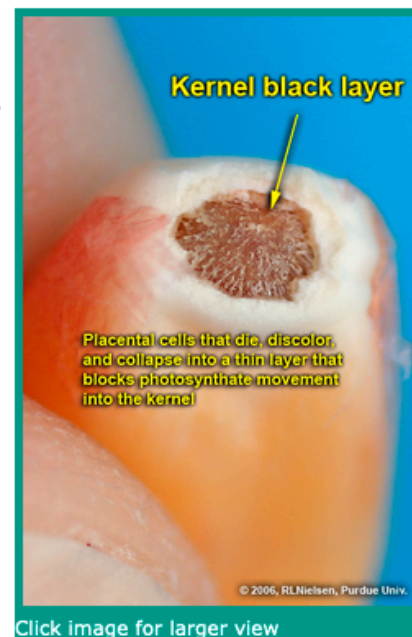 Kernel black layer
Placental cells that die, discolor,
and collapse into a thin layer that
blocks photosynthate movement
into the kernel
© 2006, RLNielsen, Purdue Univ.
Click image for larger view